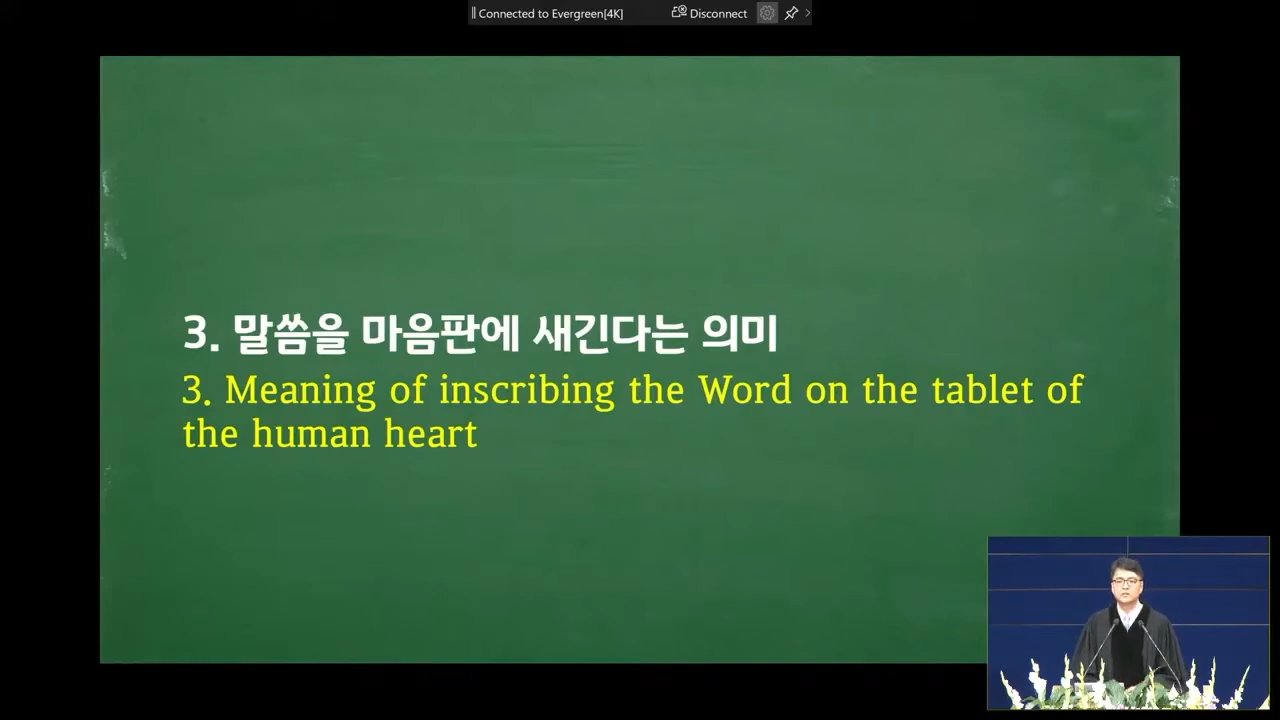 Connected to Evergreen[4K] Disconnect
3. 말씀을 마음판에 새긴다는 의미
3. Meaning of inscribing the Word on the tablet of
the human heart